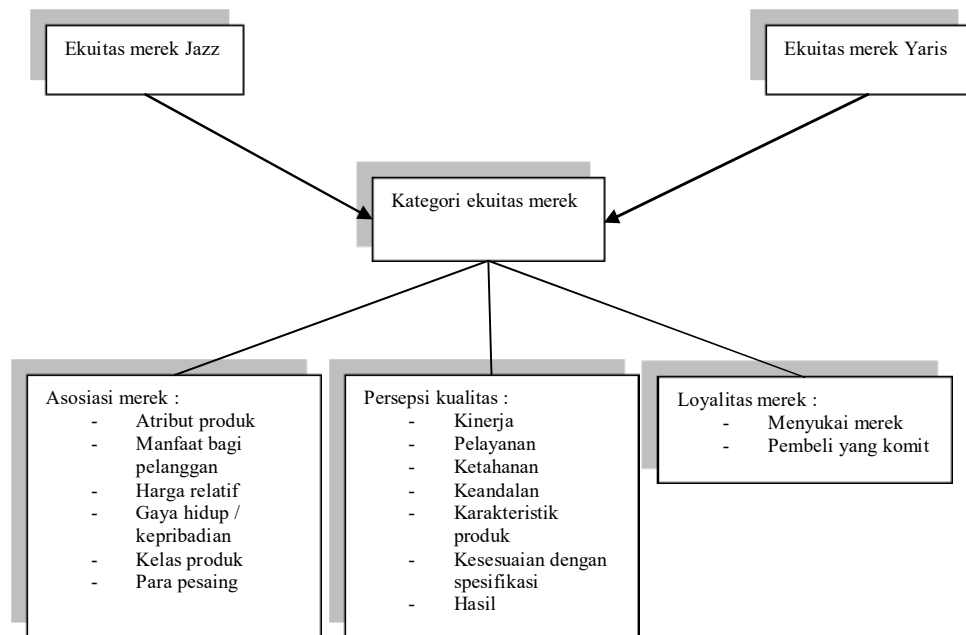 Ekuitas merek Jazz
Ekuitas merek Yaris
Kategori ekuitas merek
Asosiasi merek :
- Atribut produk
- Manfaat bagi
pelanggan
- Harga relatif
- Gaya hidup /
kepribadian
- Kelas produk
- Para pesaing
Persepsi kualitas :
- Kinerja
- Pelayanan
- Ketahanan
- Keandalan
- Karakteristik
produk
- Kesesuaian dengan
spesifikasi
- Hasil
Loyalitas merek :
- Menyukai merek
- Pembeli yang komit